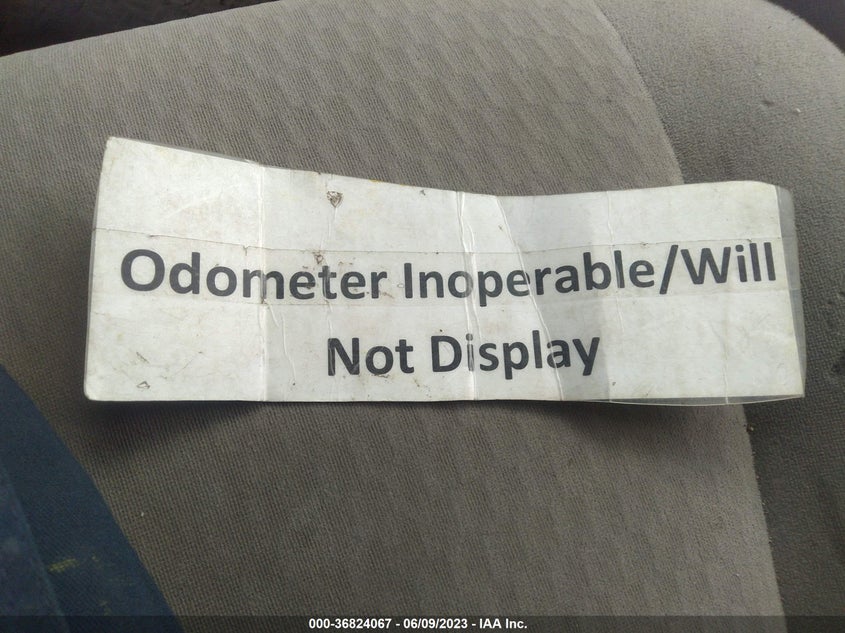 Odometer Inoperable/Will
Not Display
000-36824067 - 06/09/2023 - IAA Inc.